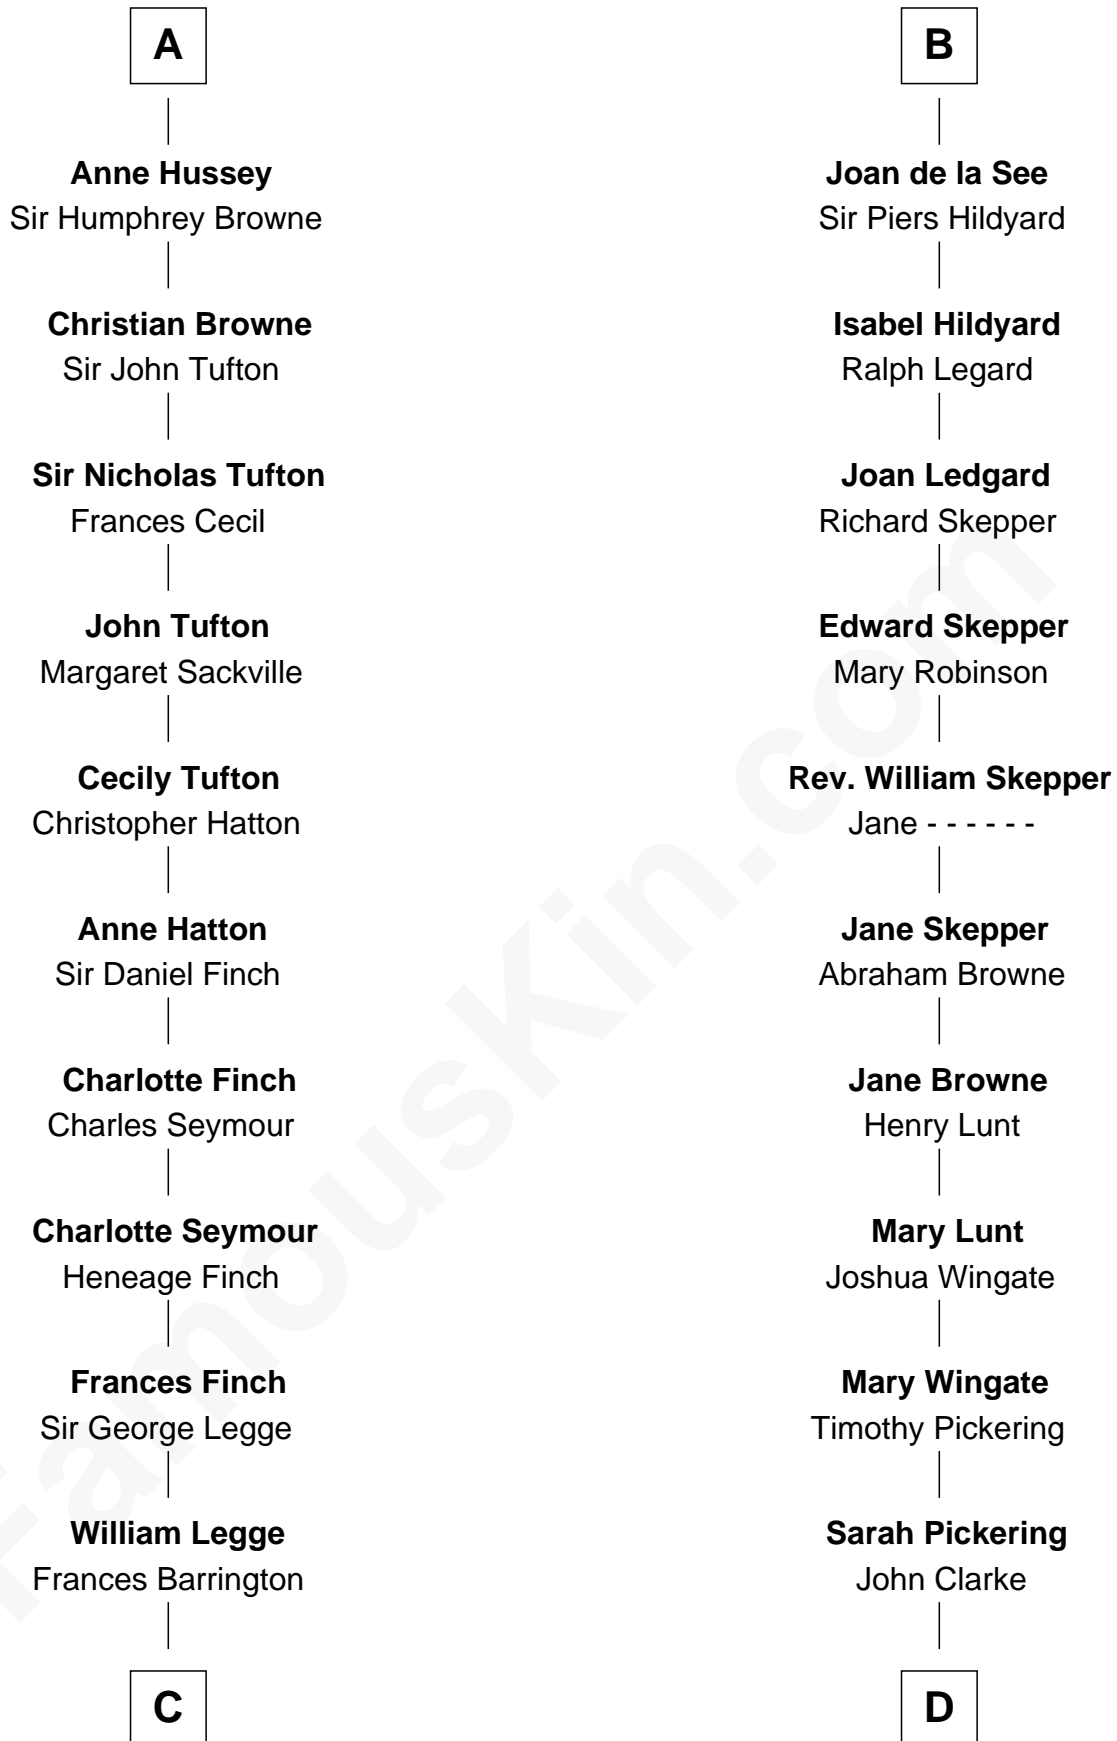 A
Anne Hussey
Sir Humphrey Browne
Christian Browne
Sir John Tufton
Sir Nicholas Tufton
Frances Cecil
John Tufton
Margaret Sackville
Cecily Tufton
Christopher Hatton
Anne Hatton
Sir Daniel Finch
Charlotte Finch
Charles Seymour
Charlotte Seymour
Heneage Finch
Frances Finch
Sir George Legge
William Legge
Frances Barrington
C
B
Joan de la See
Sir Piers Hildyard
Isabel Hildyard
Ralph Legard
Joan Ledgard
Richard Skepper
Edward Skepper
Mary Robinson
Rev. William Skepper
Jane - - - - - -
Jane Skepper
Abraham Browne
Jane Browne
Henry Lunt
Mary Lunt
Joshua Wingate
Mary Wingate
Timothy Pickering
Sarah Pickering
John Clarke
D
FamousKin.com